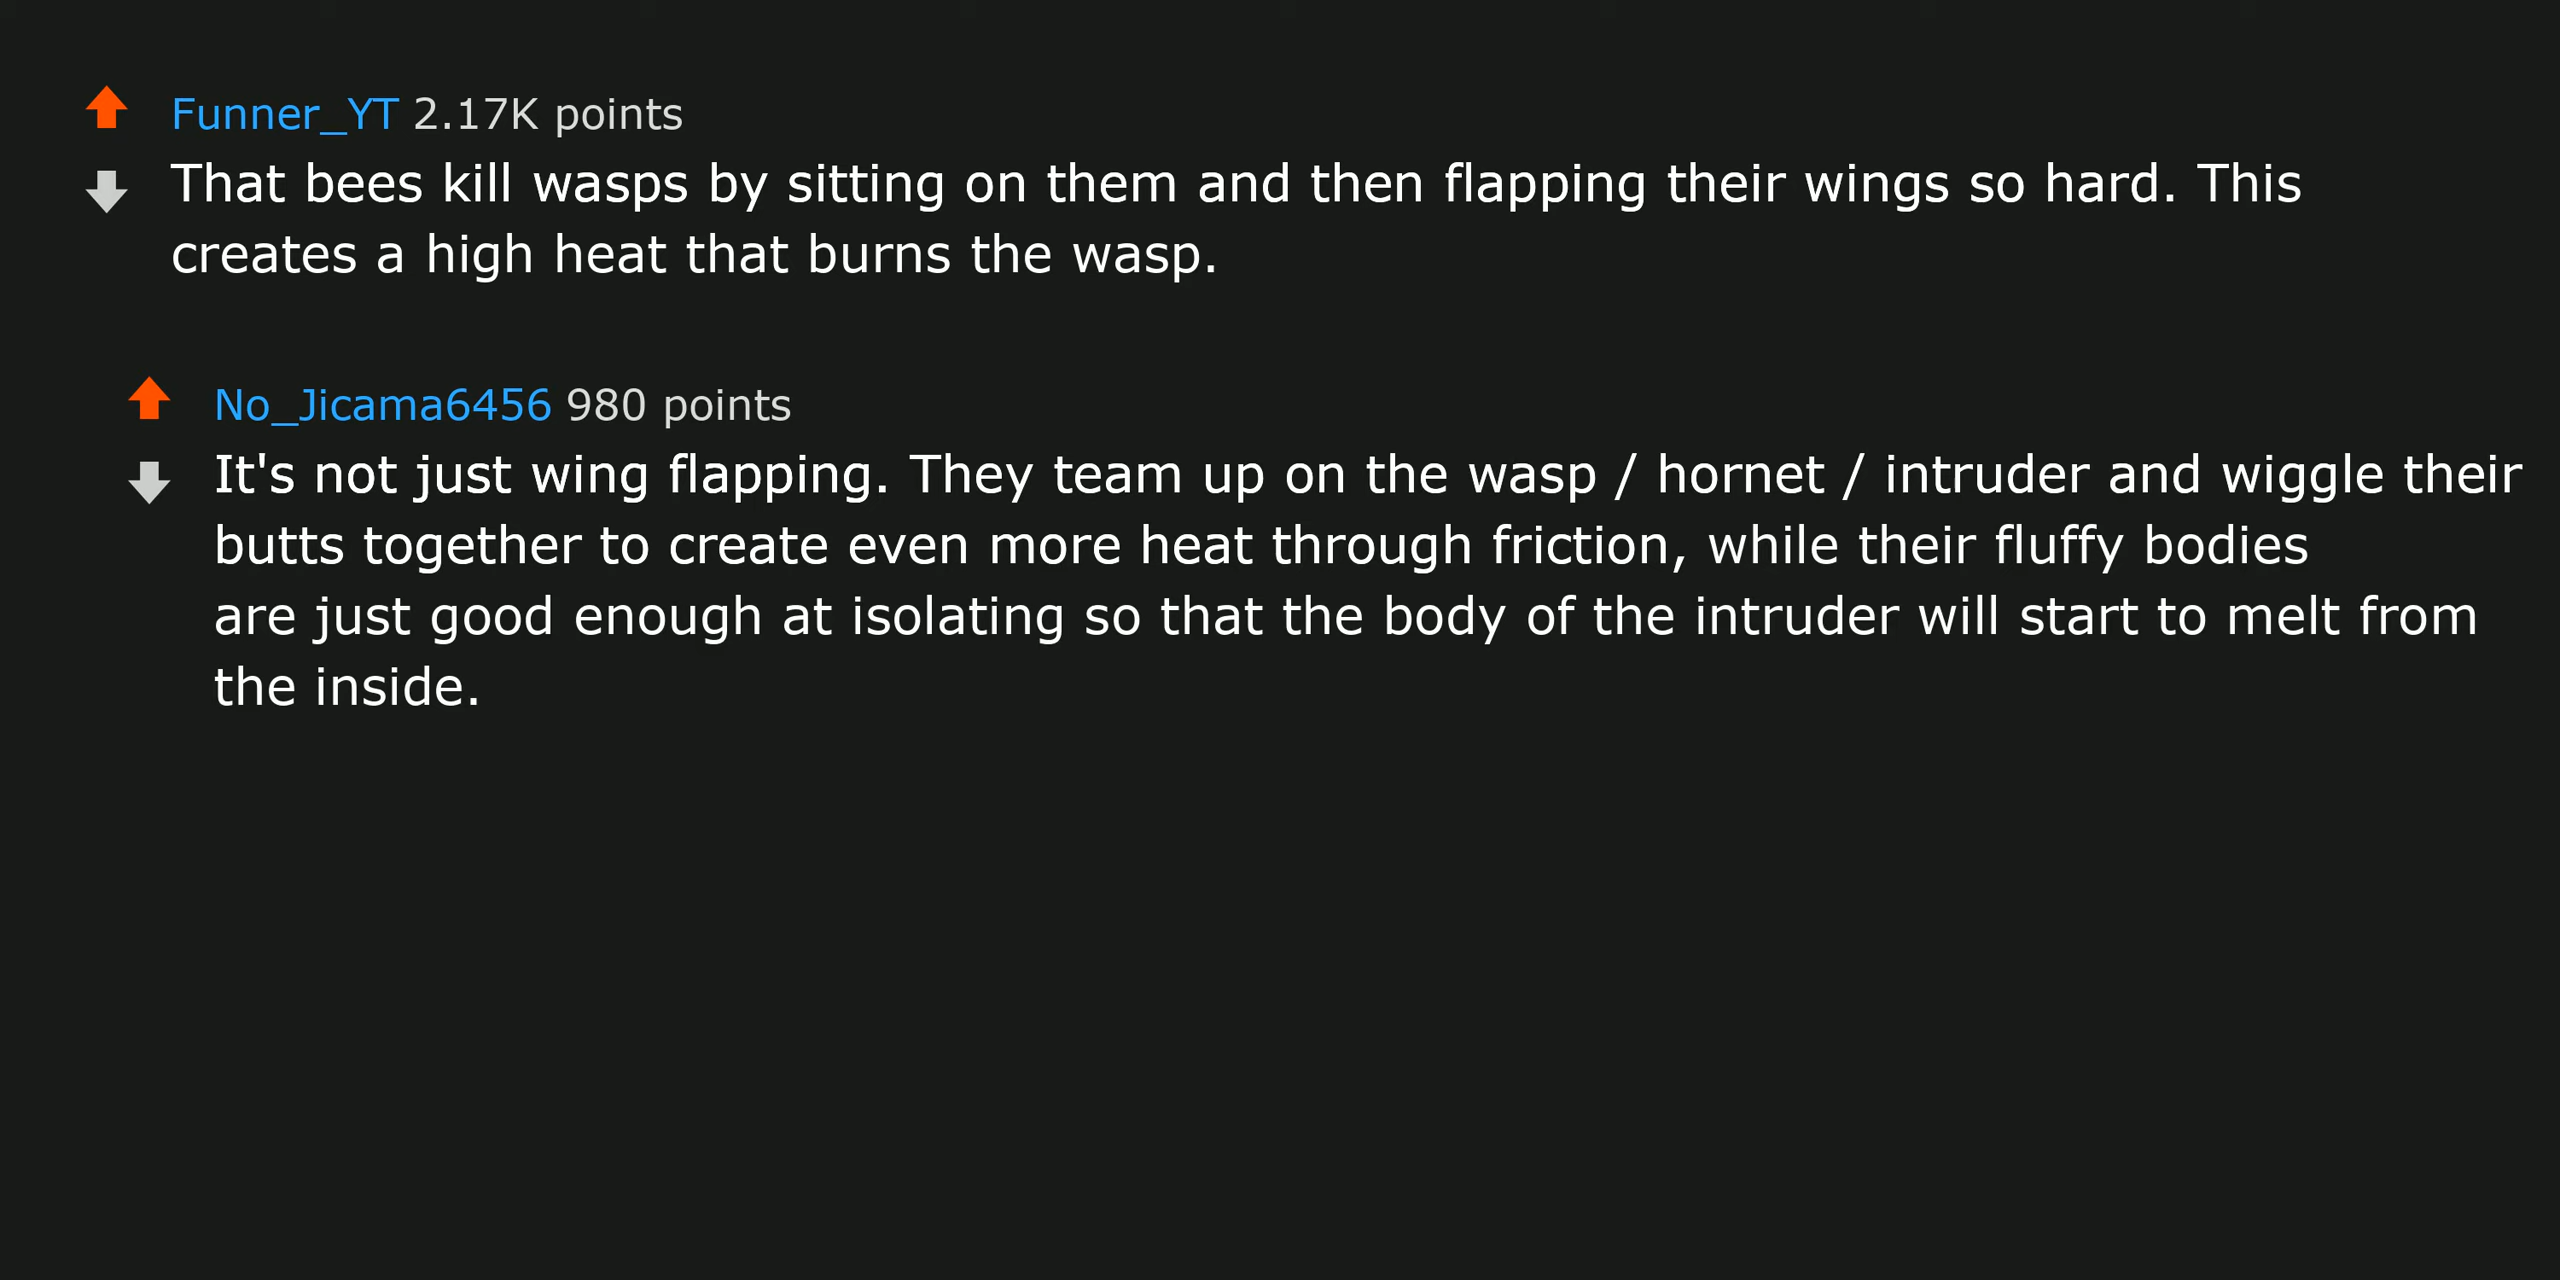 Funner_YT 2.17K points
That bees kill wasps by sitting on them and then flapping their wings so hard. This
creates a high heat that burns the wasp.
No_Jicama6456 980 points
It's not just wing flapping. They team up on the wasp / hornet / intruder and wiggle their
butts together to create even more heat through friction, while their fluffy bodies
are just good enough at isolating so that the body of the intruder will start to melt from
the inside.